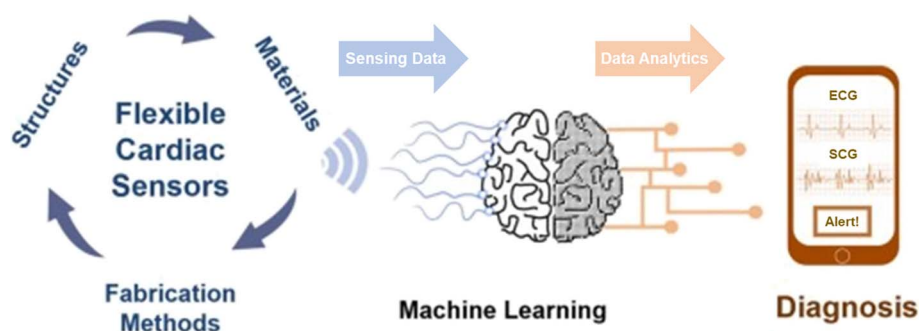 Structures
Materials
Flexible
Cardiac
Sensors
Fabrication
Methods
Sensing Data
Data Analytics
Machine Learning
ECG
SCG
Alert!
Diagnosis